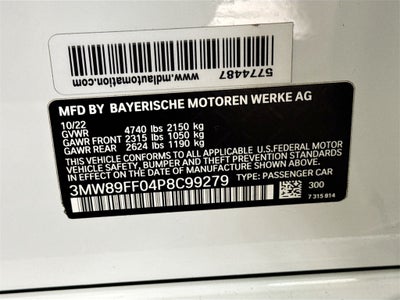 5774487
www.mdlautomation.com
MFD BY BAYERISCHE MOTOREN WERKE AG
10/22
GVWR 4740 lbs 2150 kg
GAWR FRONT 2315 lbs 1050 kg
GAWR REAR 2624 lbs 1190 kg
THIS VEHICLE CONFORMS TO ALL APPLICABLE U.S.FEDERAL MOTOR
VEHICLE SAFETY, BUMPER, AND THEFT PREVENTION STANDARDS
IN EFFECT ON THE DATE OF MANUFACTURE SHOWN ABOVE.
3MW89FF04P8C99279 TYPE: PASSENGER CAR
300
7 315 914